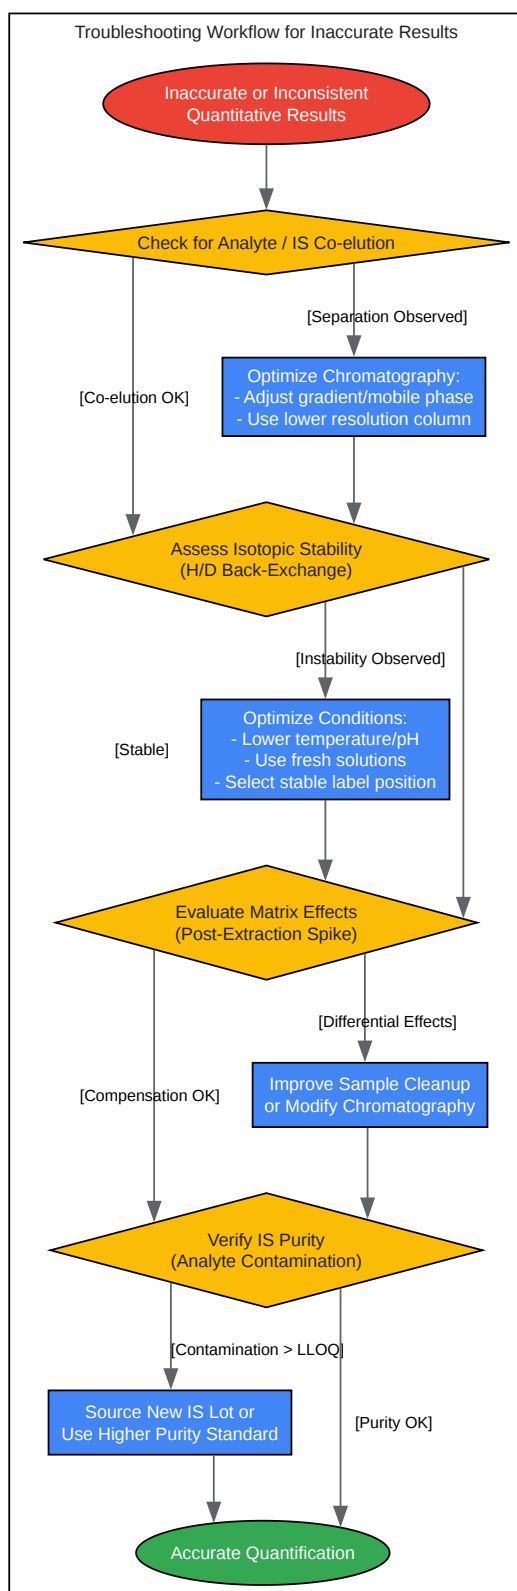 Troubleshooting Workflow for Inaccurate Results
Inaccurate or Inconsistent
Quantitative Results
Check for Analyte / IS Co-elution
[Separation Observed]
[Co-elution OK]
Optimize Chromatography:
- Adjust gradient/mobile phase
- Use lower resolution column
Assess Isotopic Stability
(H/D Back-Exchange)
[Instability Observed]
[Stable]
Optimize Conditions:
- Lower temperature/pH
- Use fresh solutions
- Select stable label position
Evaluate Matrix Effects
(Post-Extraction Spike)
[Differential Effects]
[Compensation OK]
Improve Sample Cleanup
or Modify Chromatography
Verify IS Purity
(Analyte Contamination)
[Contamination > LLOQ]
Source New IS Lot or
Use Higher Purity Standard
[Purity OK]
Accurate Quantification